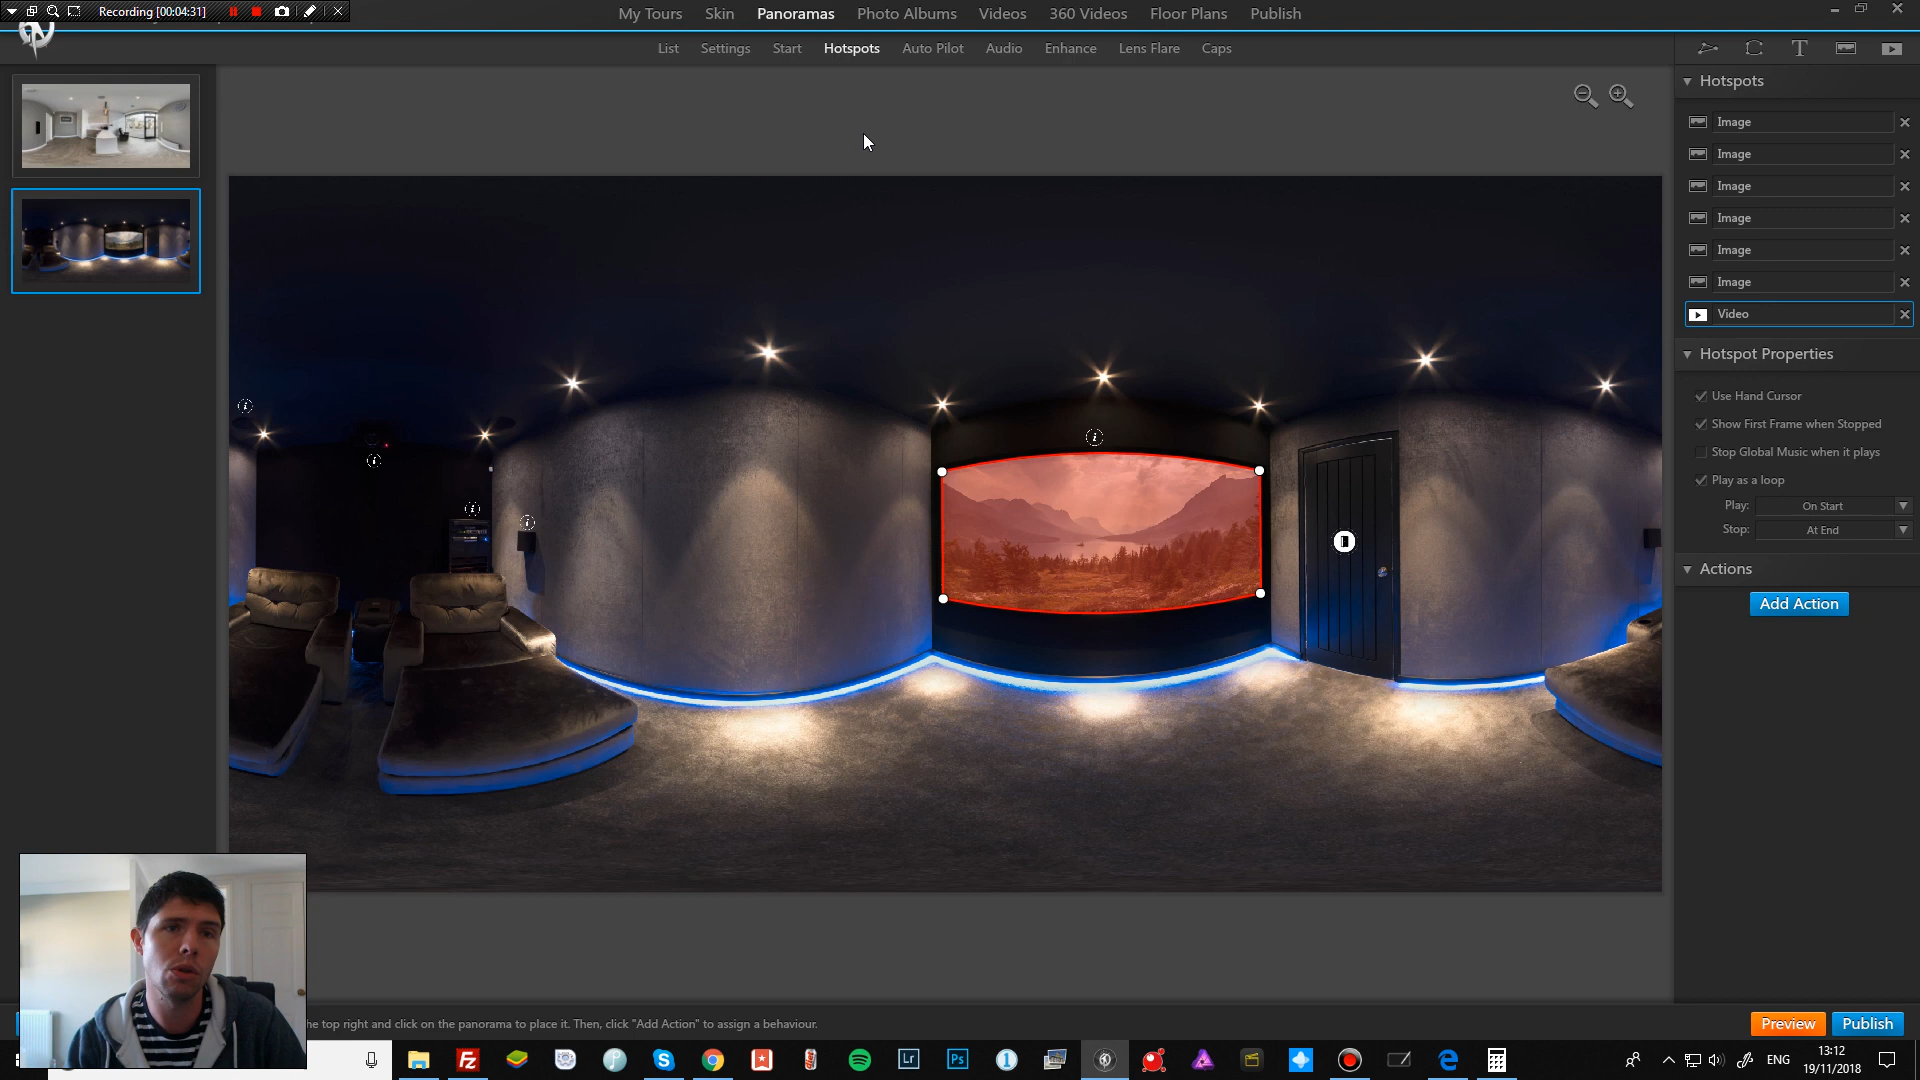 Recording [00:04:31]
My Tours Skin Panoramas Photo Albums Videos 360 Videos Floor Plans Publish
List Settings Start Hotspots Auto Pilot Audio Enhance Lens Flare Caps
T
Hotspots
Image
Image
Image
Image
Image
Image
Video
Hotspot Properties
Use Hand Cursor
Show First Frame when Stopped
Stop Global Music when it plays
Play as a loop
Play: On Start
Stop: At End
Actions
Add Action
i
i
i
i
i
he top right and click on the panorama to place it. Then, click "Add Action" to assign a behaviour.
Preview Publish
Fz
S
Lr
Ps
1
ENG
13:12
19/11/2018